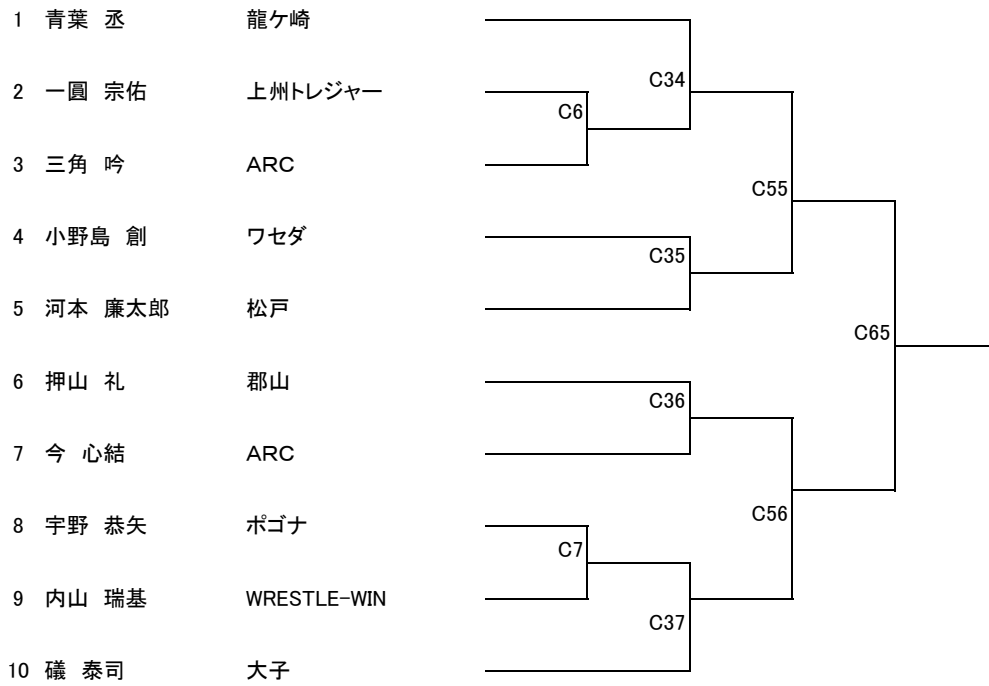 1 青葉 丞 龍ケ崎
C34
2 一圓 宗佑 上州トレジャー
C6
3 三角 吟 ARC
C55
4 小野島 創 ワセダ
C35
5 河本 廉太郎 松戸
C65
6 押山 礼 郡山
C36
7 今 心結 ARC
C56
8 宇野 恭矢 ポゴナ
C7
9 内山 瑞基 WRESTLE-WIN
C37
10 礒 泰司 大子